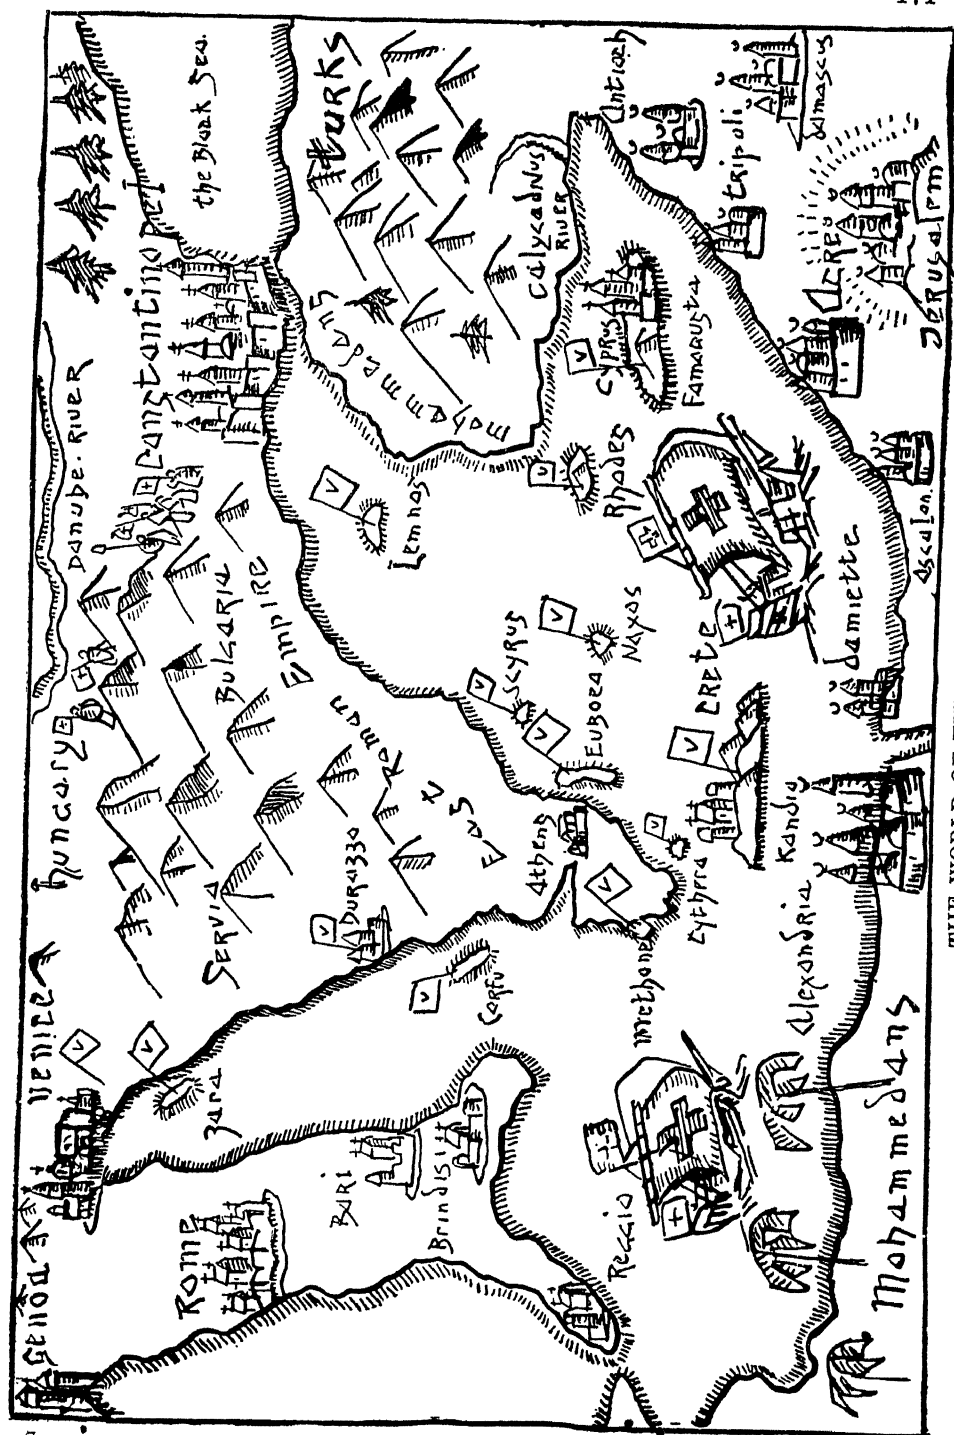 Genoa
Venice
Hungary
Danube. RIVER
Constantinopel
the Black Sea.
Zara
V
V
SERVIA
BULGARIA
TURKS
ROME
BARI
Brindisi
DURAZZO
V
EAST Roman EMPIRE
mohammedans
Corfu
V
Athens
Lemnos
V
Calycadnus
RIVER
Antioch
Methone
V
EUBOEA
V
SCYRUS
V
Naxos
V
Rhodes
V
CYPRUS
V
Famagusta
tripoli
Damascus
REGGIO
Cythera
V
CRETE
V
Kandia
Alexandria
damiette
Ascalon
ACRE
JERUSALEM
Mohammedans